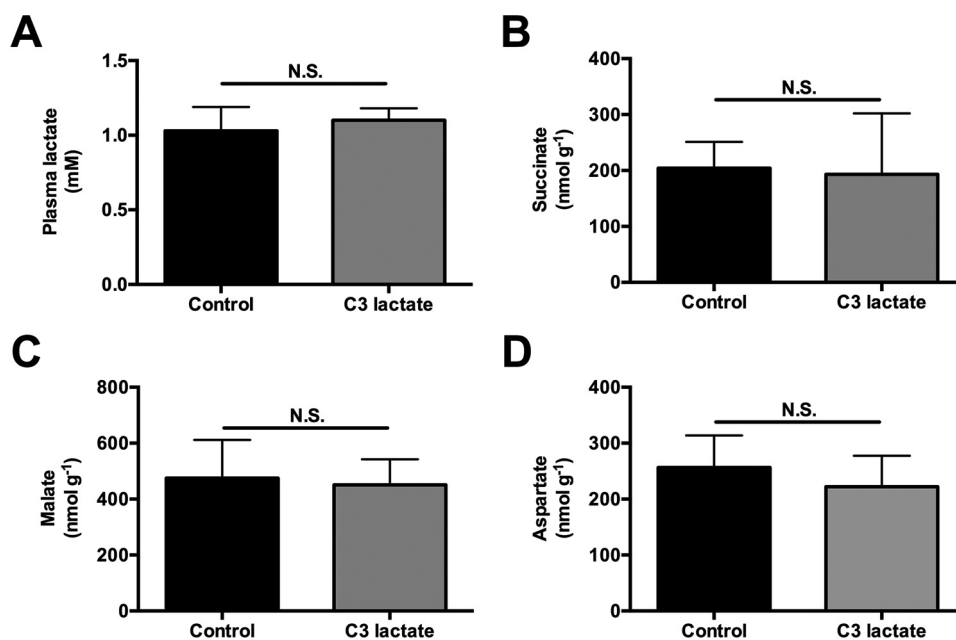 A
Plasma lactate
(mM)
1.5
1.0
0.5
0.0
N.S.
Control
C3 lactate
B
Succinate
(nmol g-1)
400
300
200
100
0
N.S.
Control
C3 lactate
C
Malate
(nmol g-1)
800
600
400
200
0
N.S.
Control
C3 lactate
D
Aspartate
(nmol g-1)
400
300
200
100
0
N.S.
Control
C3 lactate